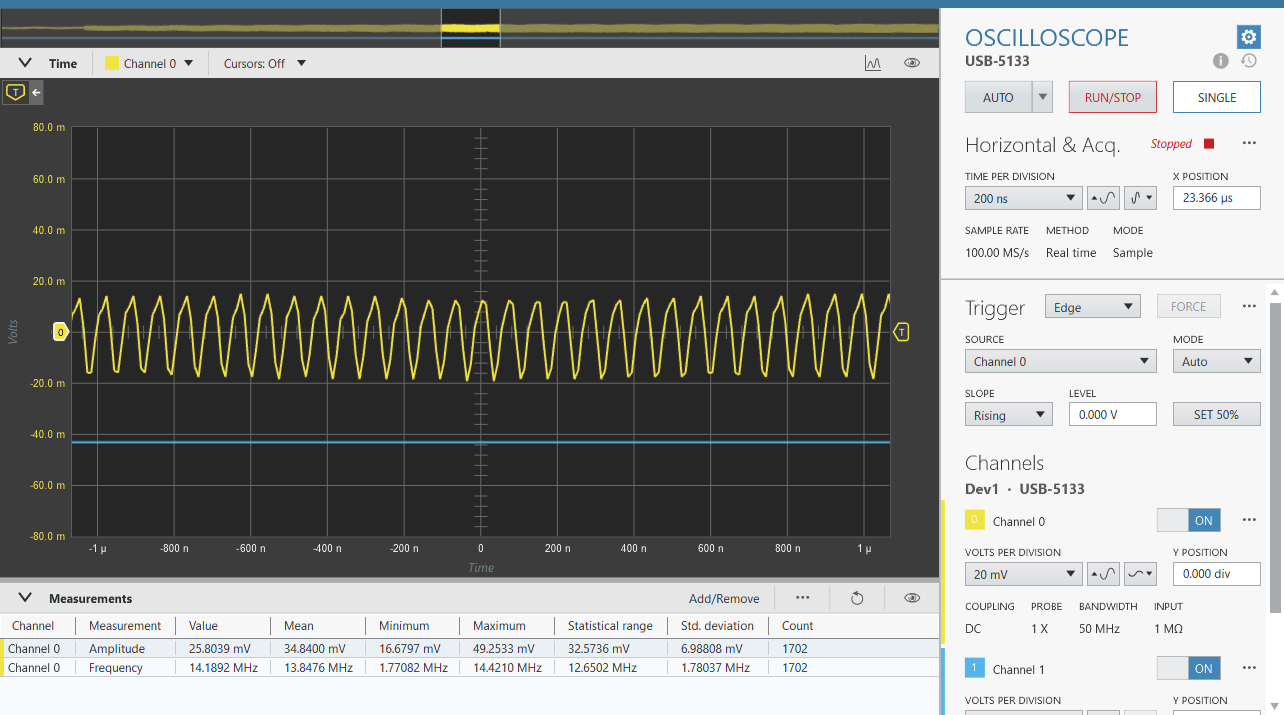 OSCILLOSCOPE
USB-5133
Time
Channel 0
Cursors: Off
AUTO
RUN/STOP
SINGLE
T
Horizontal & Acq.
Stopped
TIME PER DIVISION
X POSITION
200 ns
23.366 µs
SAMPLE RATE METHOD MODE
100.00 MS/s Real time Sample
80.0 m
60.0 m
40.0 m
20.0 m
0
-20.0 m
-40.0 m
-60.0 m
-80.0 m
Volts
T
-1 µ -800 n -600 n -400 n -200 n 0 200 n 400 n 600 n 800 n 1 µ
Time
Trigger
Edge
FORCE
SOURCE MODE
Channel 0 Auto
SLOPE LEVEL
Rising 0.000 V SET 50%
Channels
Dev1 · USB-5133
0 Channel 0 ON
VOLTS PER DIVISION Y POSITION
20 mV 0.000 div
COUPLING PROBE BANDWIDTH INPUT
DC 1 X 50 MHz 1 MΩ
1 Channel 1 ON
VOLTS PER DIVISION Y POSITION
Measurements
Add/Remove
Channel Measurement Value Mean Minimum Maximum Statistical range Std. deviation Count
Channel 0 Amplitude 25.8039 mV 34.8400 mV 16.6797 mV 49.2533 mV 32.5736 mV 6.98808 mV 1702
Channel 0 Frequency 14.1892 MHz 13.8476 MHz 1.77082 MHz 14.4210 MHz 12.6502 MHz 1.78037 MHz 1702